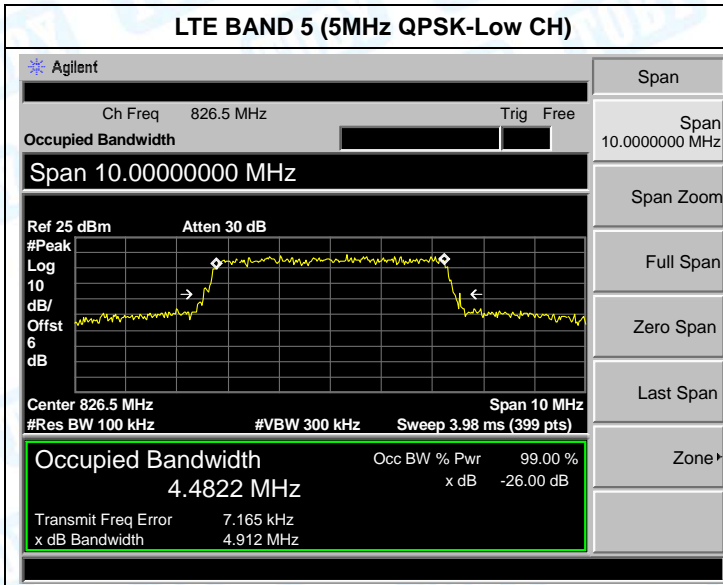 LTE BAND 5 (5MHz QPSK-Low CH)
Agilent
Span
Ch Freq 826.5 MHz Trig Free
Occupied Bandwidth
Span
10.0000000 MHz
Span 10.00000000 MHz
Span Zoom
Ref 25 dBm Atten 30 dB
#Peak
Log
10
dB/
Offst
6
dB
Full Span
Zero Span
Last Span
Center 826.5 MHz Span 10 MHz
#Res BW 100 kHz #VBW 300 kHz Sweep 3.98 ms (399 pts)
Zone
Occupied Bandwidth Occ BW % Pwr 99.00 %
4.4822 MHz x dB -26.00 dB
Transmit Freq Error 7.165 kHz
x dB Bandwidth 4.912 MHz